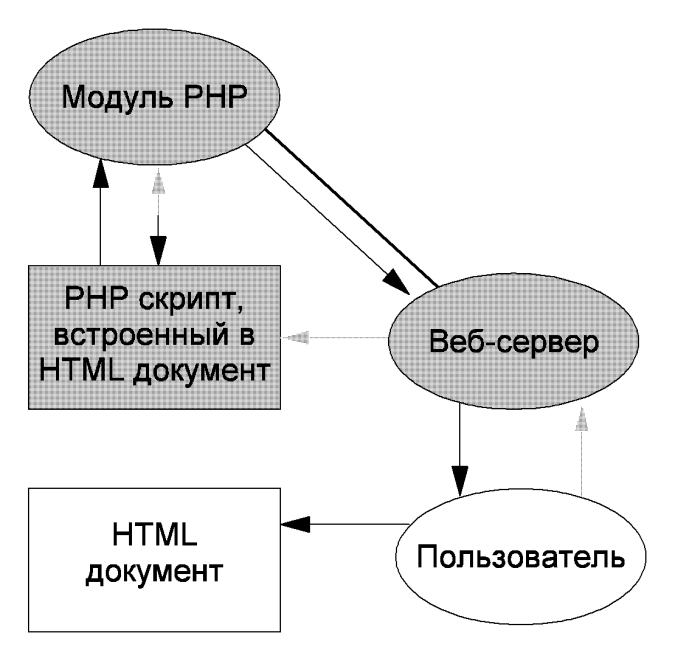 Модуль PHP
PHP скрипт,
встроенный в
HTML документ
Веб-сервер
HTML
документ
Пользователь